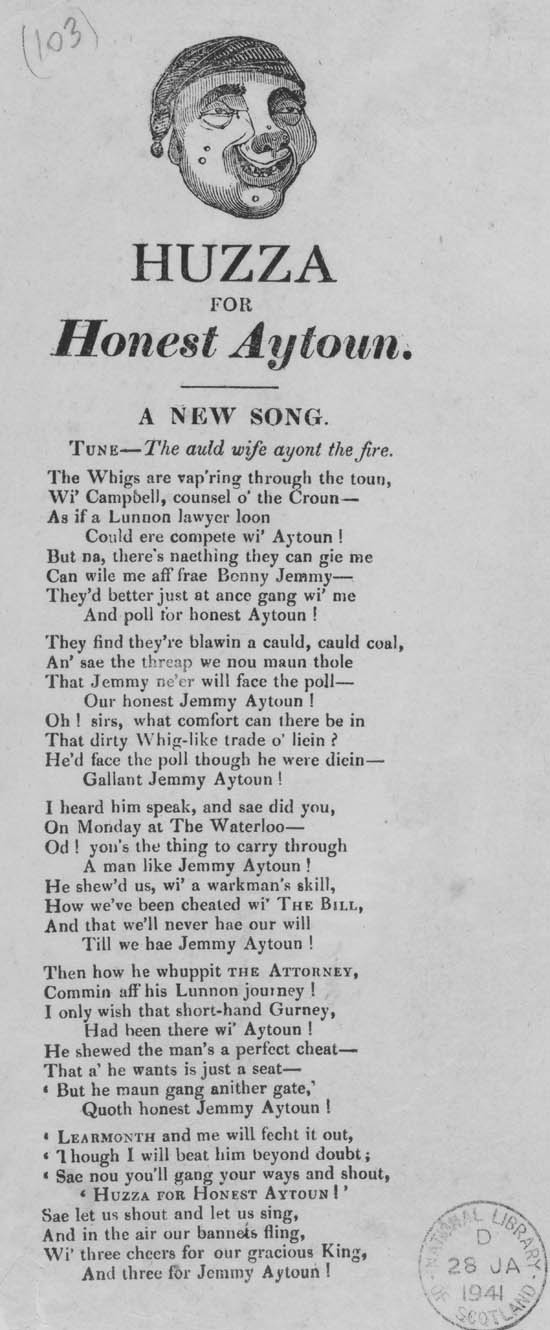 (103)
HUZZA
FOR
Honest Aytoun.
A NEW SONG.
TUNE—The auld wife ayont the fire.
The Whigs are vap'ring through the toun,
Wi' Campbell, counsel o' the Croun—
As if a Lunnon lawyer loon
Could ere compete wi' Aytoun !
But na, there's naething they can gie me
Can wile me aff frae Bonny Jemmy—
They'd better just at ance gang wi' me
And poll for honest Aytoun !
They find they're blawin a cauld, cauld coal,
An' sae the threap we nou maun thole
That Jemmy ne'er will face the poll—
Our honest Jemmy Aytoun !
Oh ! sirs, what comfort can there be in
That dirty Whig-like trade o' liein ?
He'd face the poll though he were diein—
Gallant Jemmy Aytoun !
I heard him speak, and sae did you,
On Monday at The Waterloo—
Od ! yon's the thing to carry through
A man like Jemmy Aytoun !
He shew'd us, wi' a warkman's skill,
How we've been cheated wi' THE BILL,
And that we'll never hae our will
Till we hae Jemmy Aytoun !
Then how he whuppit THE ATTORNEY,
Commin aff his Lunnon journey !
I only wish that short-hand Gurney,
Had been there wi' Aytoun !
He shewed the man's a perfect cheat—
That a' he wants is just a seat—
‘ But he maun gang anither gate,’
Quoth honest Jemmy Aytoun !
‘ LEARMONTH and me will fecht it out,
‘ Though I will beat him beyond doubt ;
‘ Sae nou you'll gang your ways and shout,
‘ HUZZA FOR HONEST AYTOUN ! ’
Sae let us shout and let us sing,
And in the air our bannets fling,
Wi' three cheers for our gracious King,
And three for Jemmy Aytoun !
NATIONAL LIBRARY
D
28 JA
1941
OF SCOTLAND